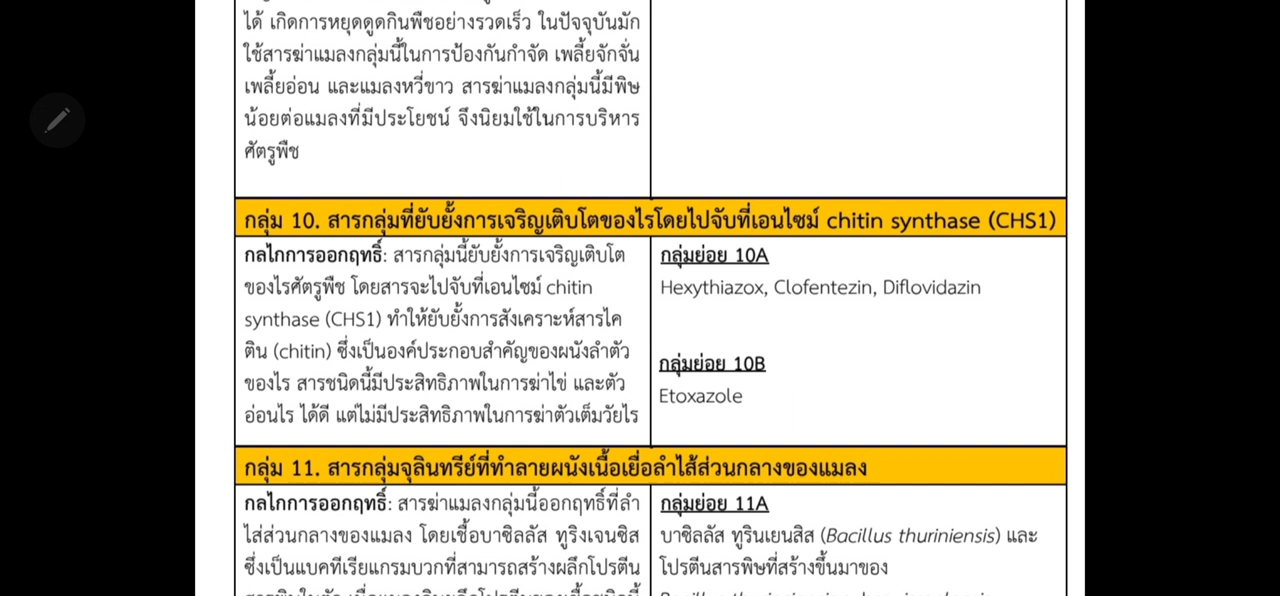 ได้ เกิดการหยุดดูดกินพืชอย่างรวดเร็ว ในปัจจุบันมัก
ใช้สารฆ่าแมลงกลุ่มนี้ในการป้องกันกำจัด เพลี้ยจักจั่น
เพลี้ยอ่อน และแมลงหวี่ขาว สารฆ่าแมลงกลุ่มนี้มีพิษ
น้อยต่อแมลงที่มีประโยชน์ จึงนิยมใช้ในการบริหาร
ศัตรูพืช
กลุ่ม 10. สารกลุ่มที่ยับยั้งการเจริญเติบโตของไรโดยไปจับที่เอนไซม์ chitin synthase (CHS1)
กลไกการออกฤทธิ์: สารกลุ่มนี้ยับยั้งการเจริญเติบโต
ของไรศัตรูพืช โดยสารจะไปจับที่เอนไซม์ chitin
synthase (CHS1) ทำให้ยับยั้งการสังเคราะห์สารไค
ติน (chitin) ซึ่งเป็นองค์ประกอบสำคัญของผนังลำตัว
ของไร สารชนิดนี้มีประสิทธิภาพในการฆ่าไข่ และตัว
อ่อนไร ได้ดี แต่ไม่มีประสิทธิภาพในการฆ่าตัวเต็มวัยไร
กลุ่มย่อย 10A
Hexythiazox, Clofentezin, Diflovidazin
กลุ่มย่อย 10B
Etoxazole
กลุ่ม 11. สารกลุ่มจุลินทรีย์ที่ทำลายผนังเนื้อเยื่อลำไส้ส่วนกลางของแมลง
กลไกการออกฤทธิ์: สารฆ่าแมลงกลุ่มนี้ออกฤทธิ์ที่ลำ
ไส่ส่วนกลางของแมลง โดยเชื้อบาซิลลัส ทูริงเจนซิส
ซึ่งเป็นแบคทีเรียแกรมบวกที่สามารถสร้างผลึกโปรตีน
กลุ่มย่อย 11A
บาซิลลัส ทูรินเยนสิส (Bacillus thuriniensis) และ
โปรตีนสารพิษที่สร้างขึ้นมาของ